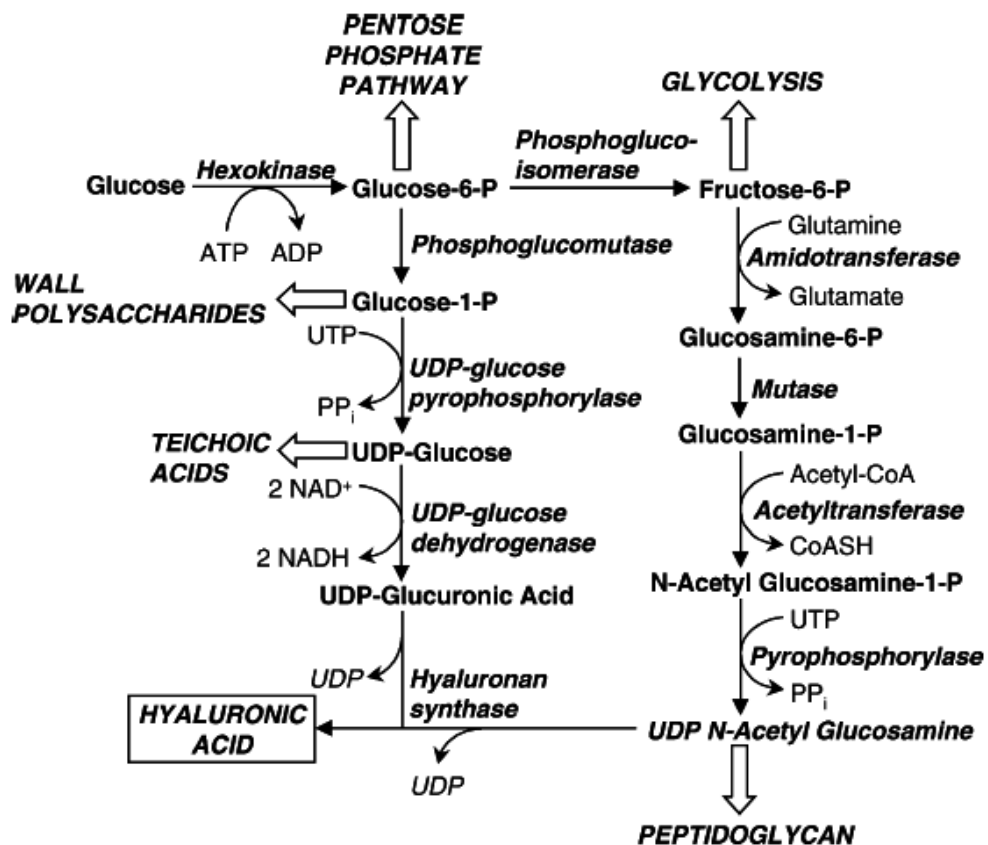 PENTOSE
PHOSPHATE
PATHWAY
GLYCOLYSIS
Phosphogluco-
isomerase
Hexokinase
Glucose
Glucose-6-P
Fructose-6-P
ATP
ADP
Glutamine
Phosphoglucomutase
Amidotransferase
Glutamate
WALL
POLYSACCHARIDES
Glucose-1-P
UTP
Glucosamine-6-P
UDP-glucose
pyrophosphorylase
PPi
Mutase
Glucosamine-1-P
TEICHOIC
ACIDS
UDP-Glucose
2 NAD+
Acetyl-CoA
UDP-glucose
dehydrogenase
Acetyltransferase
2 NADH
CoASH
UDP-Glucuronic Acid
N-Acetyl Glucosamine-1-P
UTP
UDP
Hyaluronan
synthase
Pyrophosphorylase
PPi
HYALURONIC
ACID
UDP N-Acetyl Glucosamine
UDP
PEPTIDOGLYCAN